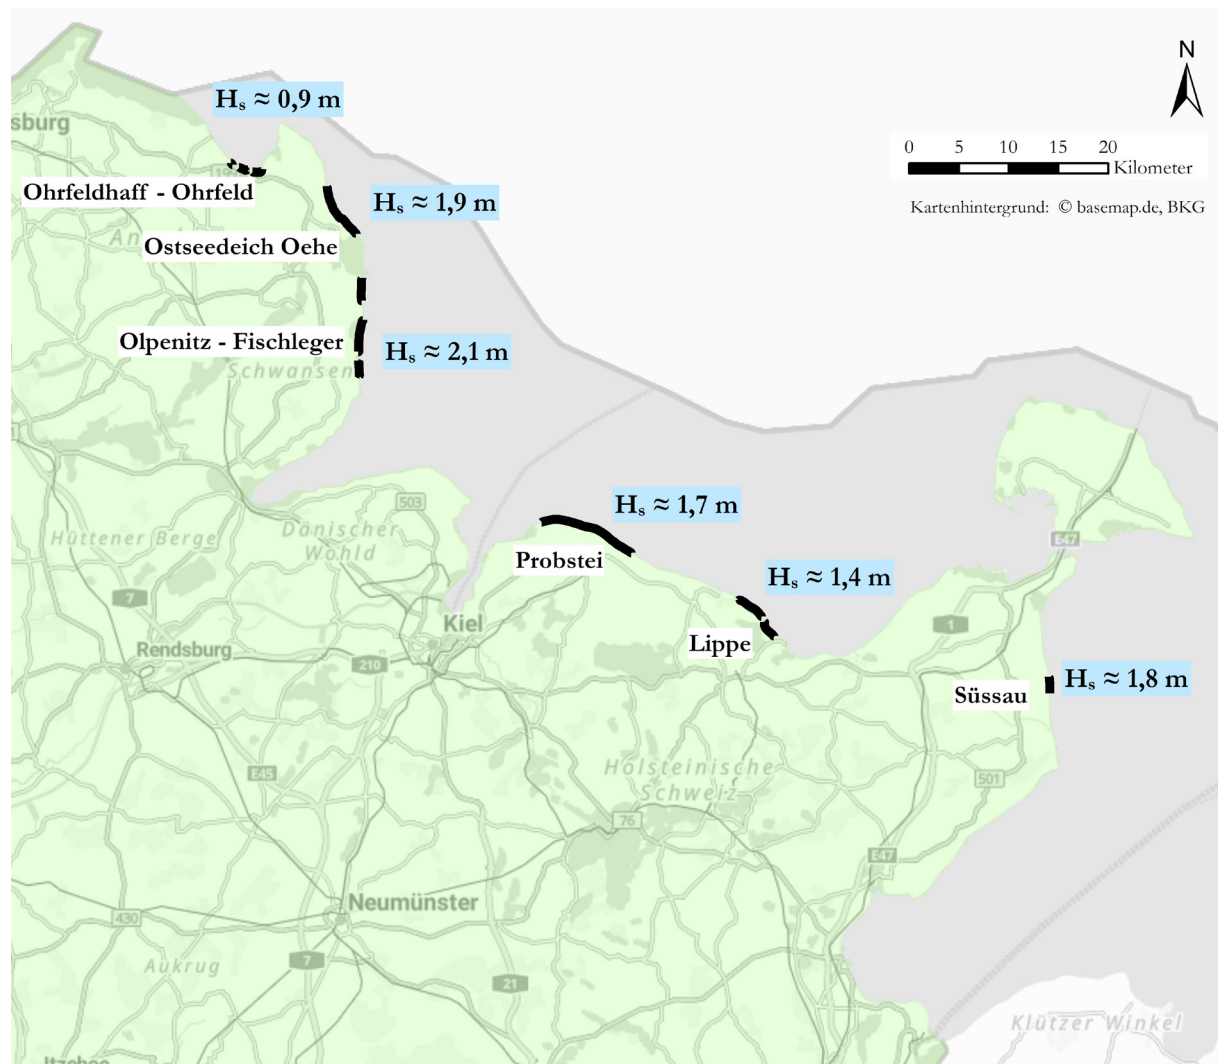 N
0 5 10 15 20
Kilometer
Kartenhintergrund: © basemap.de, BKG
sburg
Hₛ ≈ 0,9 m
199
Ohrfeldhaff - Ohrfeld
Hₛ ≈ 1,9 m
Ostseedeich Oehe
Olpenitz - Fischleger
Hₛ ≈ 2,1 m
Schwansen
503
Hüttener Berge
Dänischer
Wohld
Hₛ ≈ 1,7 m
Probstei
E47
Hₛ ≈ 1,4 m
7
Kiel
1
Rendsburg
210
Lippe
Süssau
Hₛ ≈ 1,8 m
E45
Holsteinische
Schweiz
501
76
E47
Neumünster
430
Aukrug
7
21
Klützer Winkel
Itzehoe